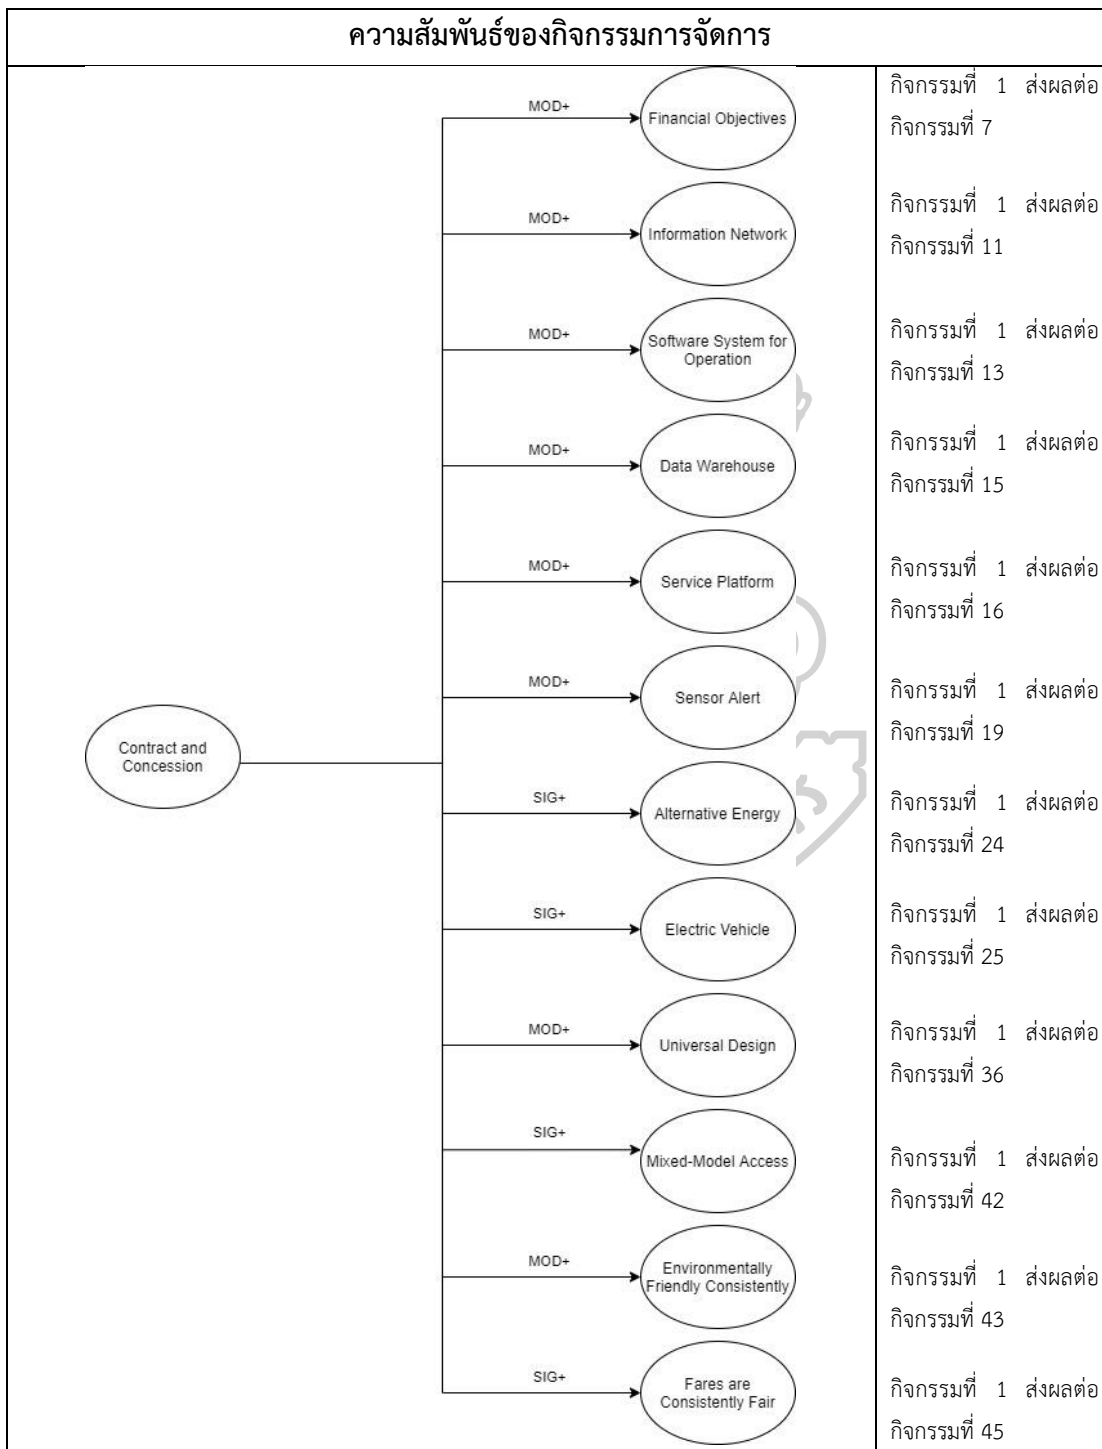 ความสัมพันธ์ของกิจกรรมการจัดการ
MOD+
Financial Objectives
กิจกรรมที่ 1 ส่งผลต่อ
กิจกรรมที่ 7
MOD+
Information Network
กิจกรรมที่ 1 ส่งผลต่อ
กิจกรรมที่ 11
MOD+
Software System for
Operation
กิจกรรมที่ 1 ส่งผลต่อ
กิจกรรมที่ 13
MOD+
Data Warehouse
กิจกรรมที่ 1 ส่งผลต่อ
กิจกรรมที่ 15
MOD+
Service Platform
กิจกรรมที่ 1 ส่งผลต่อ
กิจกรรมที่ 16
MOD+
Sensor Alert
กิจกรรมที่ 1 ส่งผลต่อ
กิจกรรมที่ 19
Contract and
Concession
SIG+
Alternative Energy
กิจกรรมที่ 1 ส่งผลต่อ
กิจกรรมที่ 24
SIG+
Electric Vehicle
กิจกรรมที่ 1 ส่งผลต่อ
กิจกรรมที่ 25
MOD+
Universal Design
กิจกรรมที่ 1 ส่งผลต่อ
กิจกรรมที่ 36
SIG+
Mixed-Model Access
กิจกรรมที่ 1 ส่งผลต่อ
กิจกรรมที่ 42
MOD+
Environmentally
Friendly Consistently
กิจกรรมที่ 1 ส่งผลต่อ
กิจกรรมที่ 43
SIG+
Fares are
Consistently Fair
กิจกรรมที่ 1 ส่งผลต่อ
กิจกรรมที่ 45